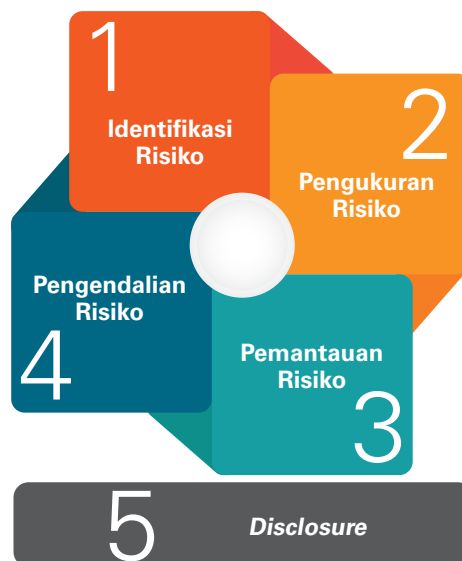 1
Identifikasi
Risiko
2
Pengukuran
Risiko
Pemantauan
Risiko
3
Pengendalian
Risiko
4
5
Disclosure